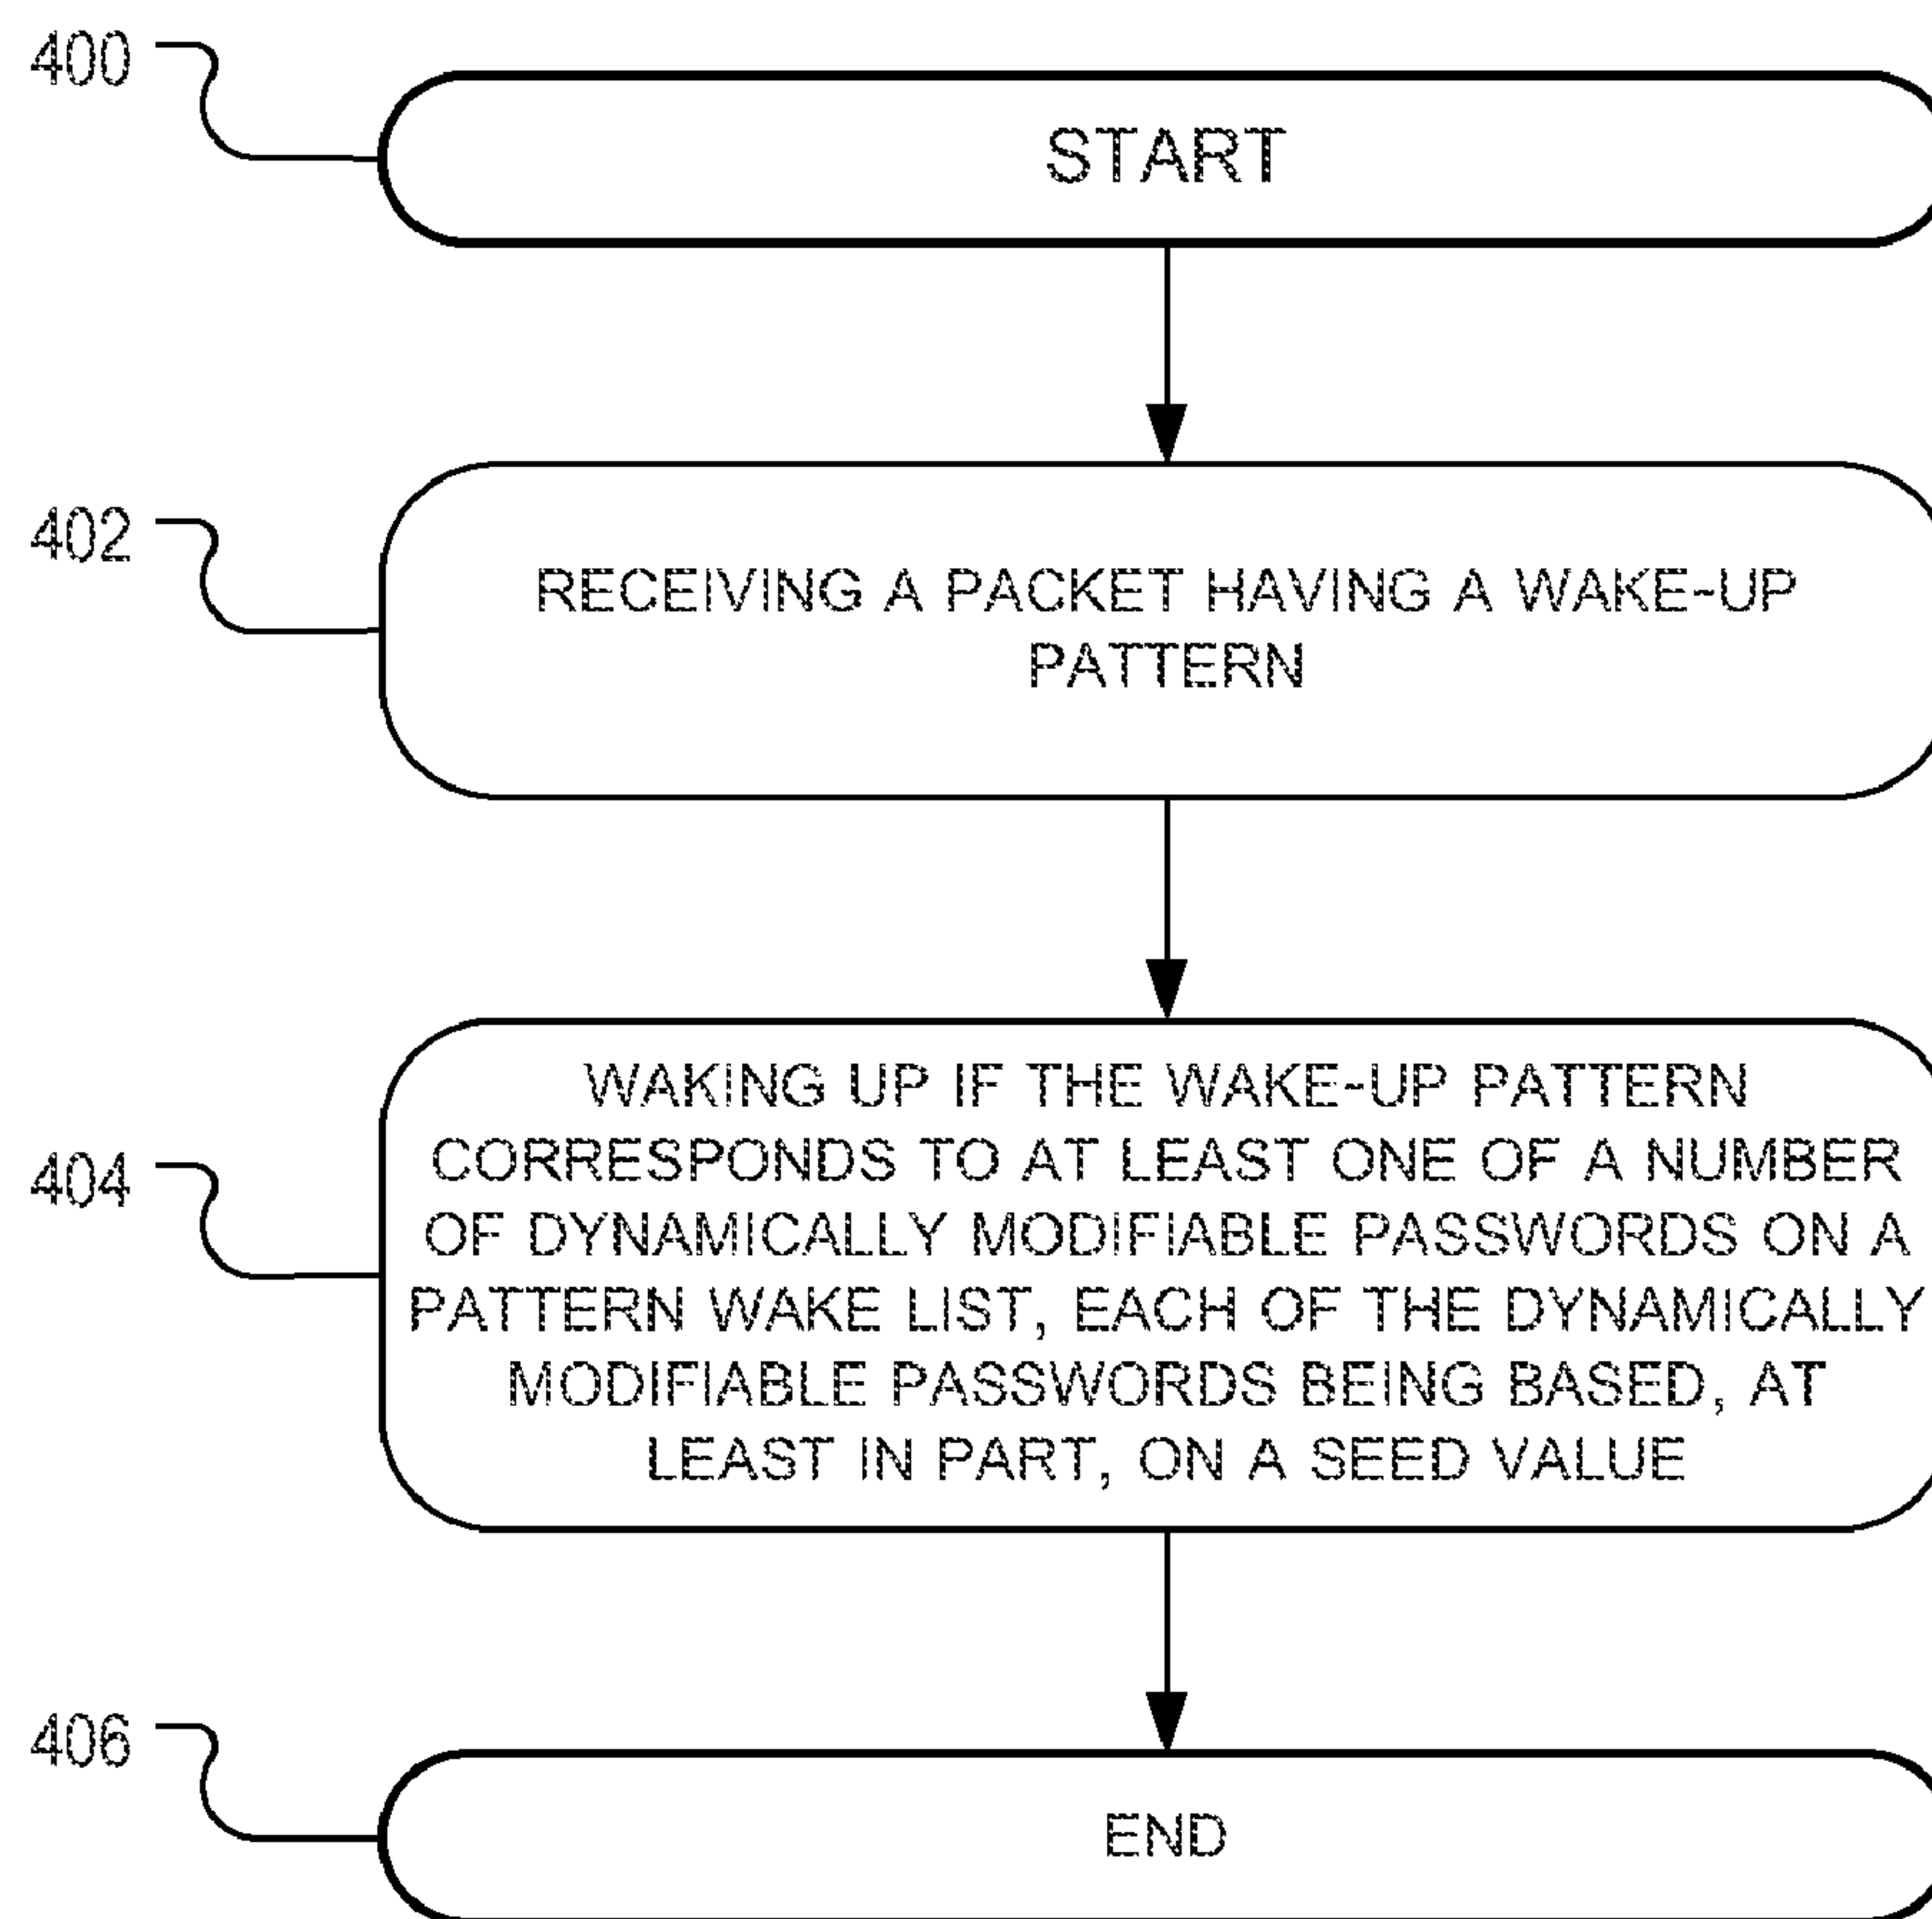 400
START
402
RECEIVING A PACKET HAVING A WAKE-UP
PATTERN
404
WAKING UP IF THE WAKE-UP PATTERN
CORRESPONDS TO AT LEAST ONE OF A NUMBER
OF DYNAMICALLY MODIFIABLE PASSWORDS ON A
PATTERN WAKE LIST, EACH OF THE DYNAMICALLY
MODIFIABLE PASSWORDS BEING BASED, AT
LEAST IN PART, ON A SEED VALUE
406
END